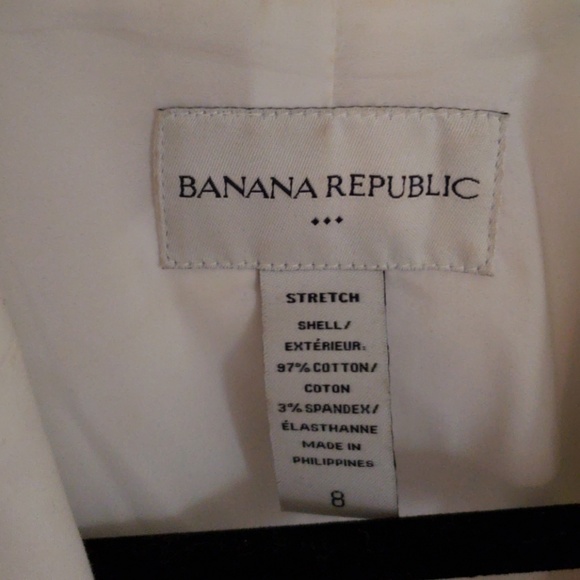 BANANA REPUBLIC
STRETCH
SHELL/
EXTÉRIEUR:
97% COTTON/
COTON
3% SPANDEX/
ÉLASTHANNE
MADE IN
PHILIPPINES
8